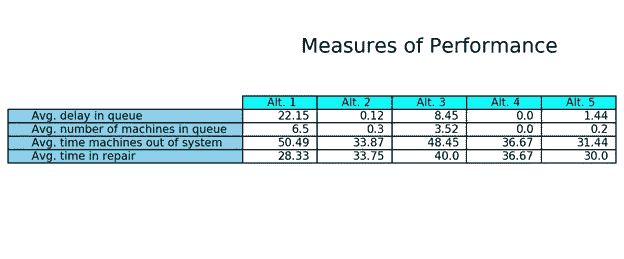 Measures of Performance
Alt. 1 Alt. 2 Alt. 3 Alt. 4 Alt. 5
Avg. delay in queue 22.15 0.12 8.45 0.0 1.44
Avg. number of machines in queue 6.5 0.3 3.52 0.0 0.2
Avg. time machines out of system 50.49 33.87 48.45 36.67 31.44
Avg. time in repair 28.33 33.75 40.0 36.67 30.0